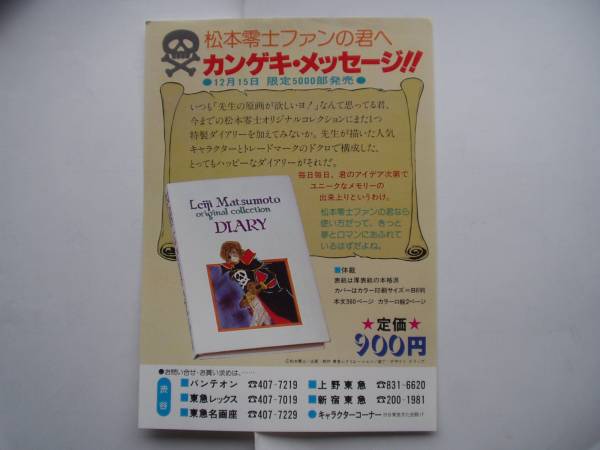 松本零士ファンの君へ
カンゲキ・メッセージ!!
●12月15日 限定5000部発売●
いつも「先生の原画が欲しいヨ!」なんて思ってる君、
今までの松本零士オリジナルコレクションにまた1つ
特製ダイアリーを加えてみないか。先生が描いた人気
キャラクターとトレードマークのドクロで構成した、
とってもハッピーなダイアリーがそれだ。
毎日毎日、君のアイデア次第で
ユニークなメモリーの
出来上りというわけ。
松本零士ファンの君なら
使い方だって、きっと
夢とロマンにあふれて
いるはずだよね。
Leiji Matsumoto
original collection
DIARY
■体裁
表紙は厚表紙の本格派
カバーはカラー印刷サイズ=B6判
本文360ページ カラー口絵2ページ
★定価★
900円
●お問い合せ・お買い求めは、……
渋谷
■パンテオン ☎407-7219
■東急レックス ☎407-7019
■東急名画座 ☎407-7229
■上野東急 ☎831-6620
■新宿東急 ☎200-1981
●キャラクターコーナー